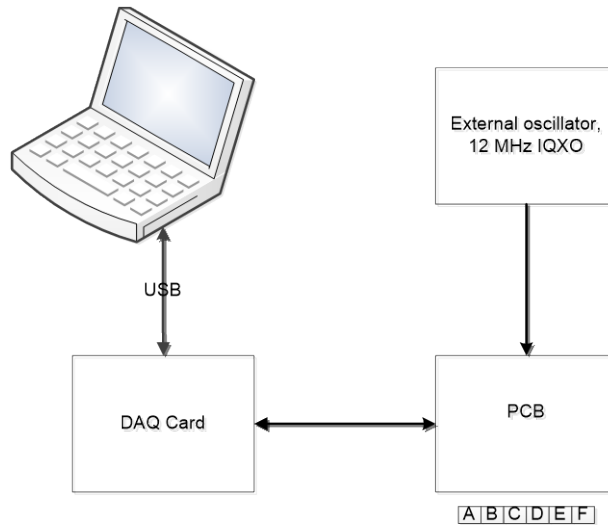 External oscillator,
12 MHz IQXO
USB
DAQ Card
PCB
A B C D E F